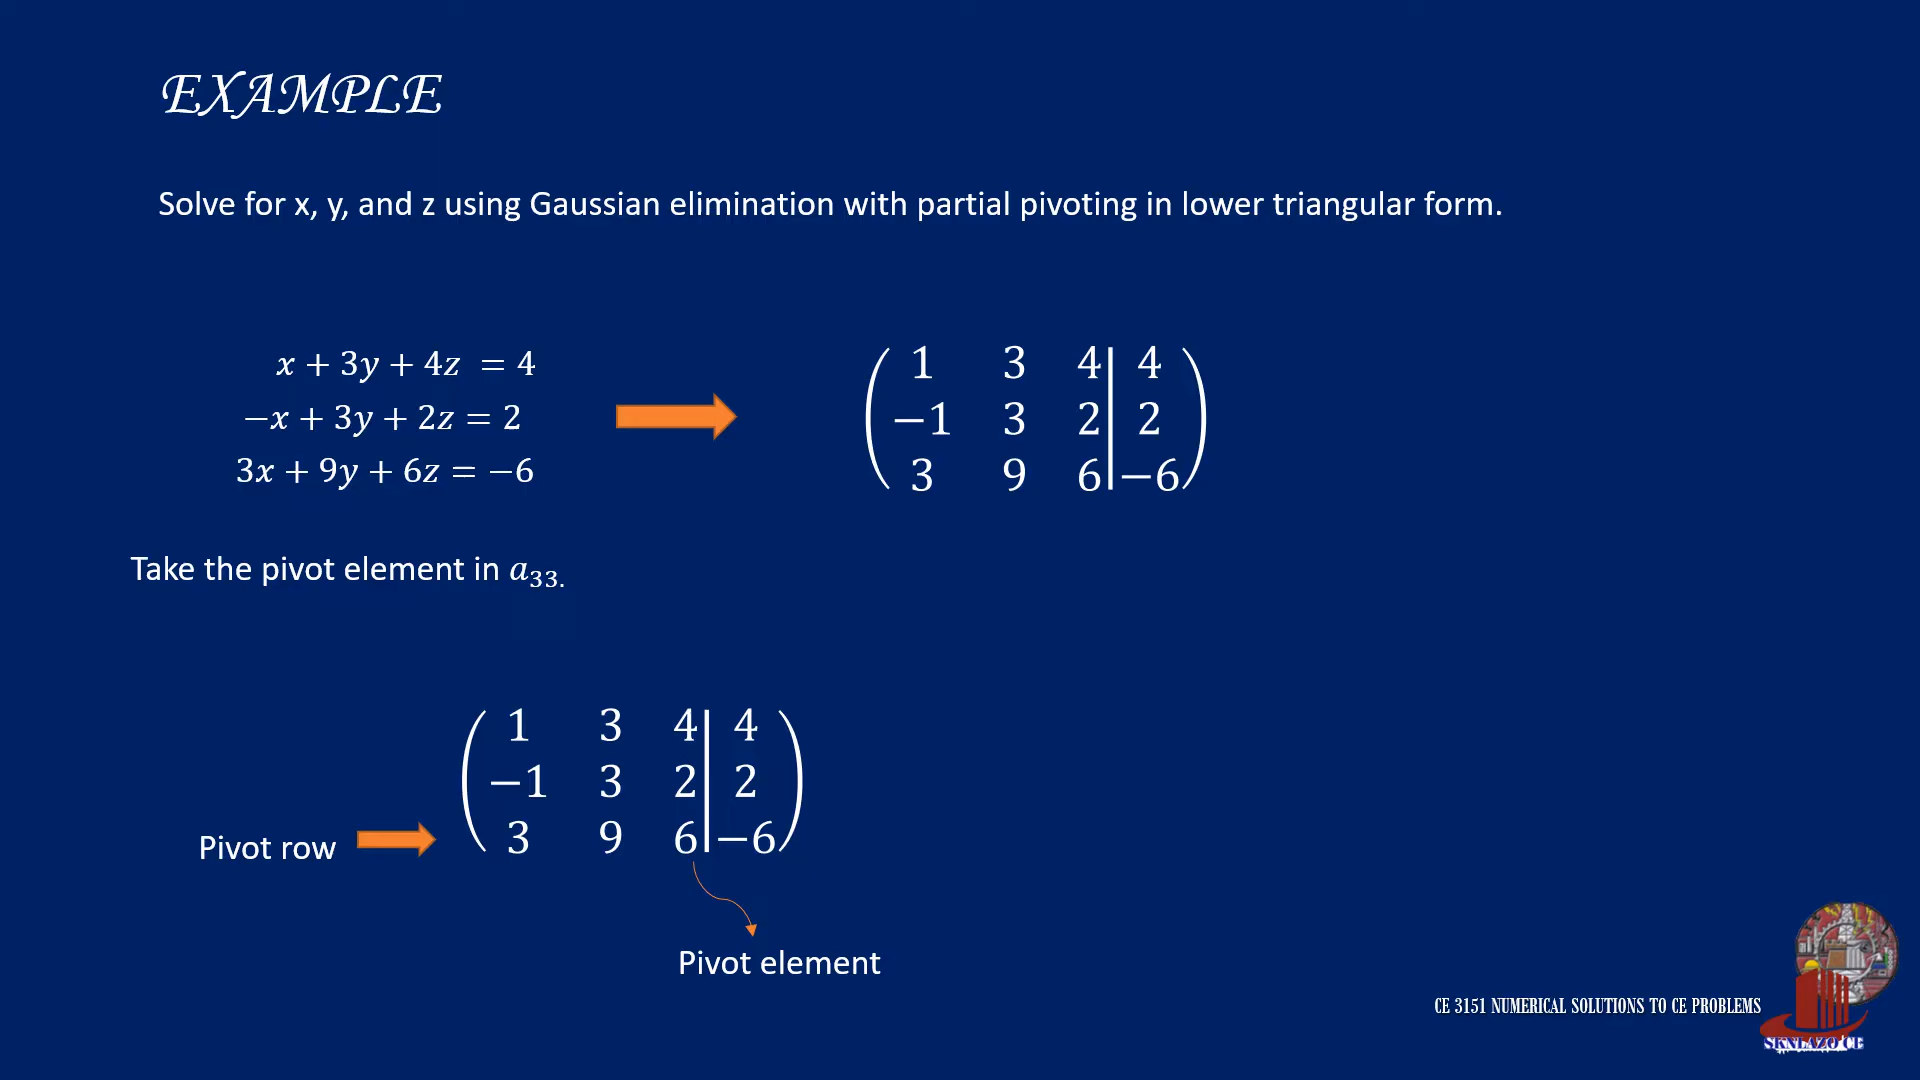 EXAMPLE
Solve for x, y, and z using Gaussian elimination with partial pivoting in lower triangular form.
x + 3y + 4z = 4
−x + 3y + 2z = 2
3x + 9y + 6z = −6
1 3 4 | 4
−1 3 2 | 2
3 9 6 | −6
Take the pivot element in a₃₃.
1 3 4 | 4
−1 3 2 | 2
3 9 6 | −6
Pivot row
Pivot element
CE 3151 NUMERICAL SOLUTIONS TO CE PROBLEMS